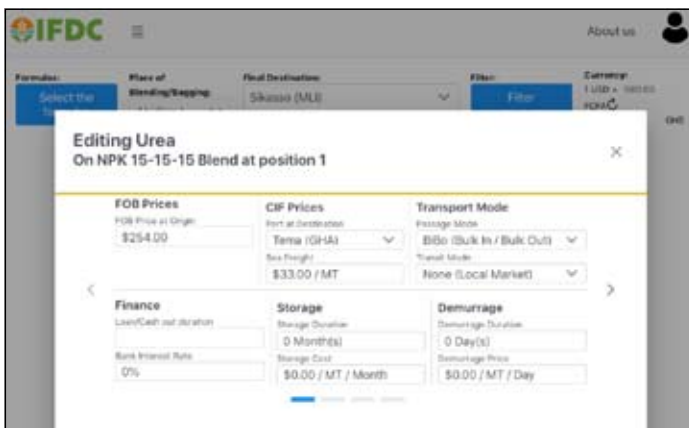 IFDC
About us
Formulas:
Place of
Blending/Bagging:
Final Destination:
Filter:
Currency:
Select the
Sikasso (MLI)
Filter
1 USD =
GHS
Editing Urea
On NPK 15-15-15 Blend at position 1
×
FOB Prices
CIF Prices
Transport Mode
FOB Price at Origin
Port at Destination
Passage Mode
$254.00
Tema (GHA)
BiBo (Bulk In / Bulk Out)
Sea Freight
Transit Mode
$33.00 / MT
None (Local Market)
Finance
Storage
Demurrage
Loan/Cash out duration
Storage Duration
Demurrage Duration
0 Month(s)
0 Day(s)
Bank Interest Rate
Storage Cost
Demurrage Price
0%
$0.00 / MT / Month
$0.00 / MT / Day